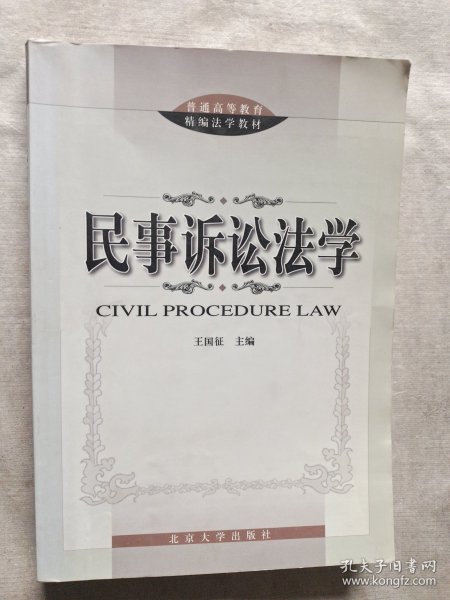 普通高等教育
精编法学教材
民事诉讼法学
CIVIL PROCEDURE LAW
王国征 主编
北京大学出版社
孔夫子旧书网
www.kongfz.com